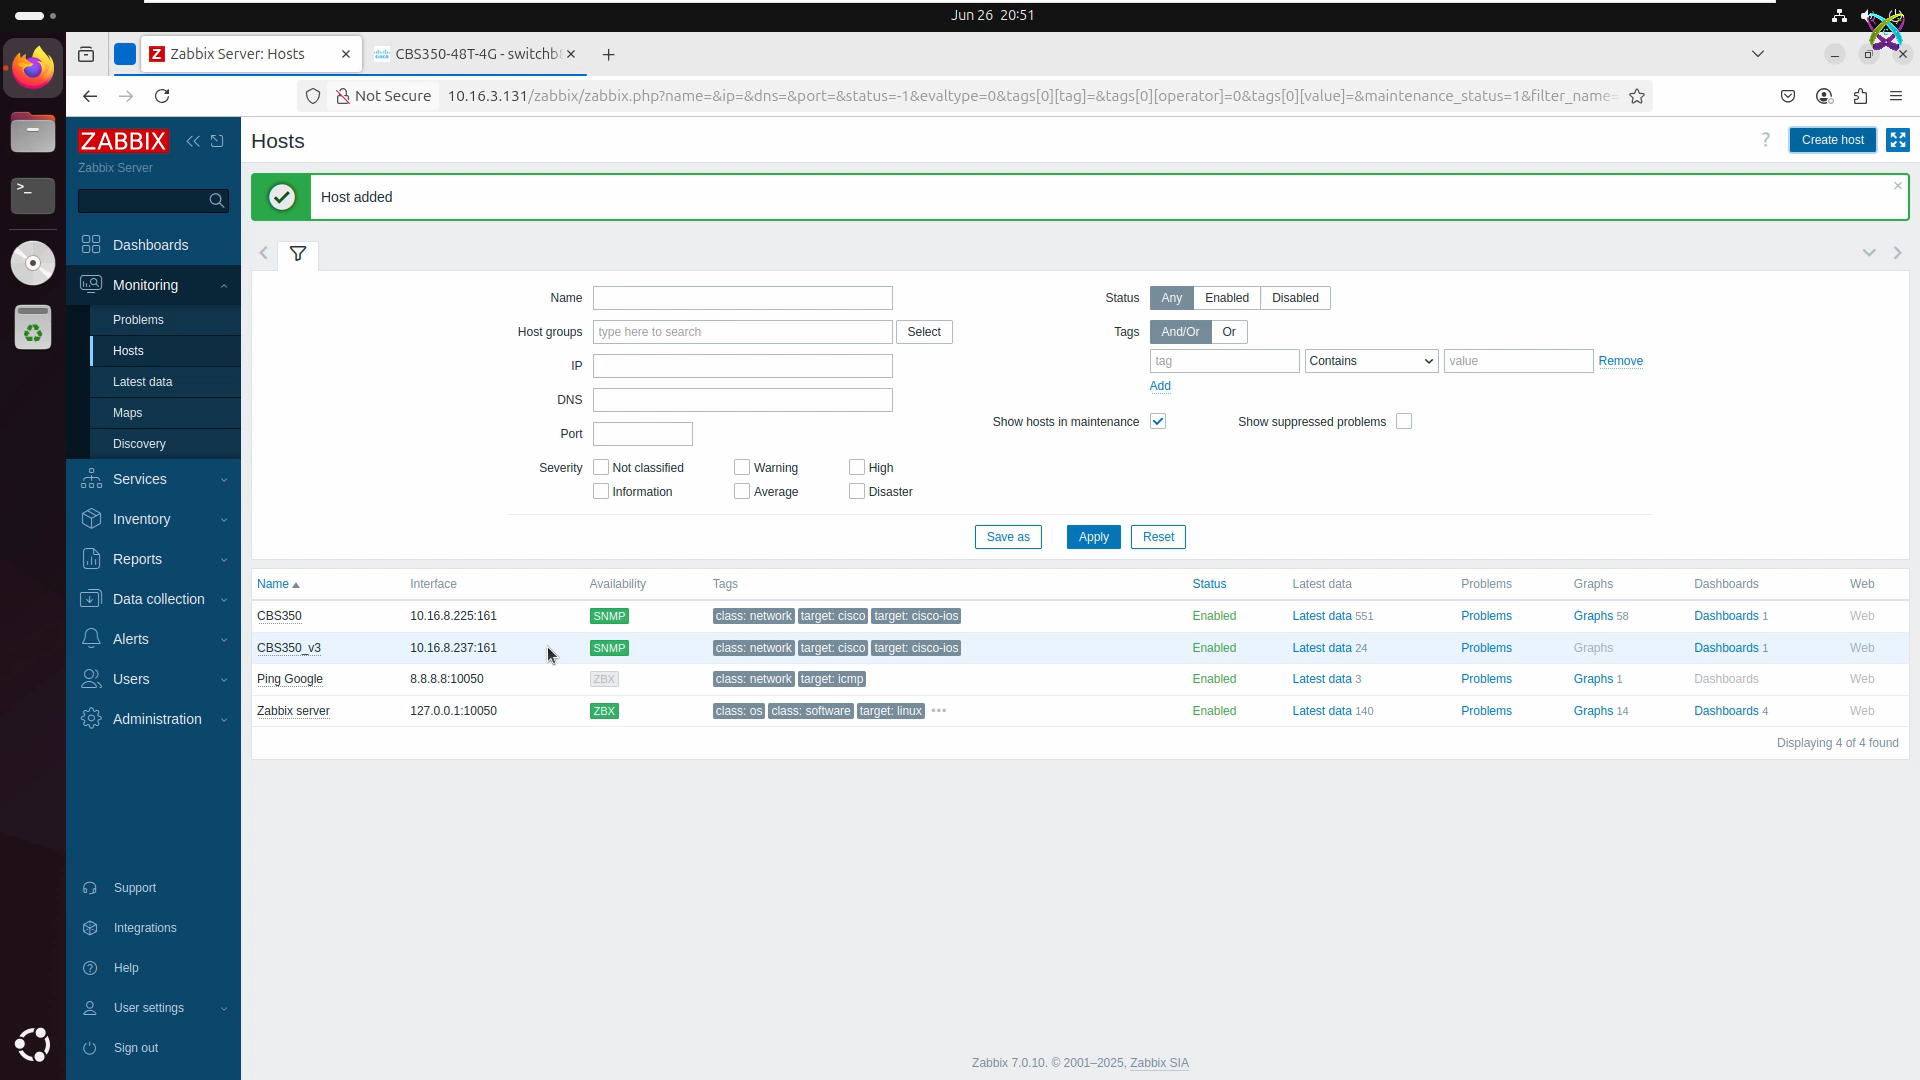 Jun 26 20:51
Zabbix Server: Hosts
CBS350-48T-4G - switchb
Not Secure
10.16.3.131/zabbix/zabbix.php?name=&ip=&dns=&port=&status=-1&evaltype=0&tags[0][tag]=&tags[0][operator]=0&tags[0][value]=&maintenance_status=1&filter_name=
ZABBIX
Zabbix Server
Dashboards
Monitoring
Problems
Hosts
Latest data
Maps
Discovery
Services
Inventory
Reports
Data collection
Alerts
Users
Administration
Support
Integrations
Help
User settings
Sign out
Hosts
? Create host
Host added
Name
Host groups type here to search Select
IP
DNS
Port
Severity Not classified Warning High
Information Average Disaster
Status Any Enabled Disabled
Tags And/Or Or
tag Contains value Remove
Add
Show hosts in maintenance Show suppressed problems
Save as Apply Reset
Name Interface Availability Tags Status Latest data Problems Graphs Dashboards Web
CBS350 10.16.8.225:161 SNMP class: network target: cisco target: cisco-ios Enabled Latest data 551 Problems Graphs 58 Dashboards 1 Web
CBS350_v3 10.16.8.237:161 SNMP class: network target: cisco target: cisco-ios Enabled Latest data 24 Problems Graphs Dashboards 1 Web
Ping Google 8.8.8.8:10050 ZBX class: network target: icmp Enabled Latest data 3 Problems Graphs 1 Dashboards Web
Zabbix server 127.0.0.1:10050 ZBX class: os class: software target: linux ••• Enabled Latest data 140 Problems Graphs 14 Dashboards 4 Web
Displaying 4 of 4 found
Zabbix 7.0.10. © 2001–2025, Zabbix SIA